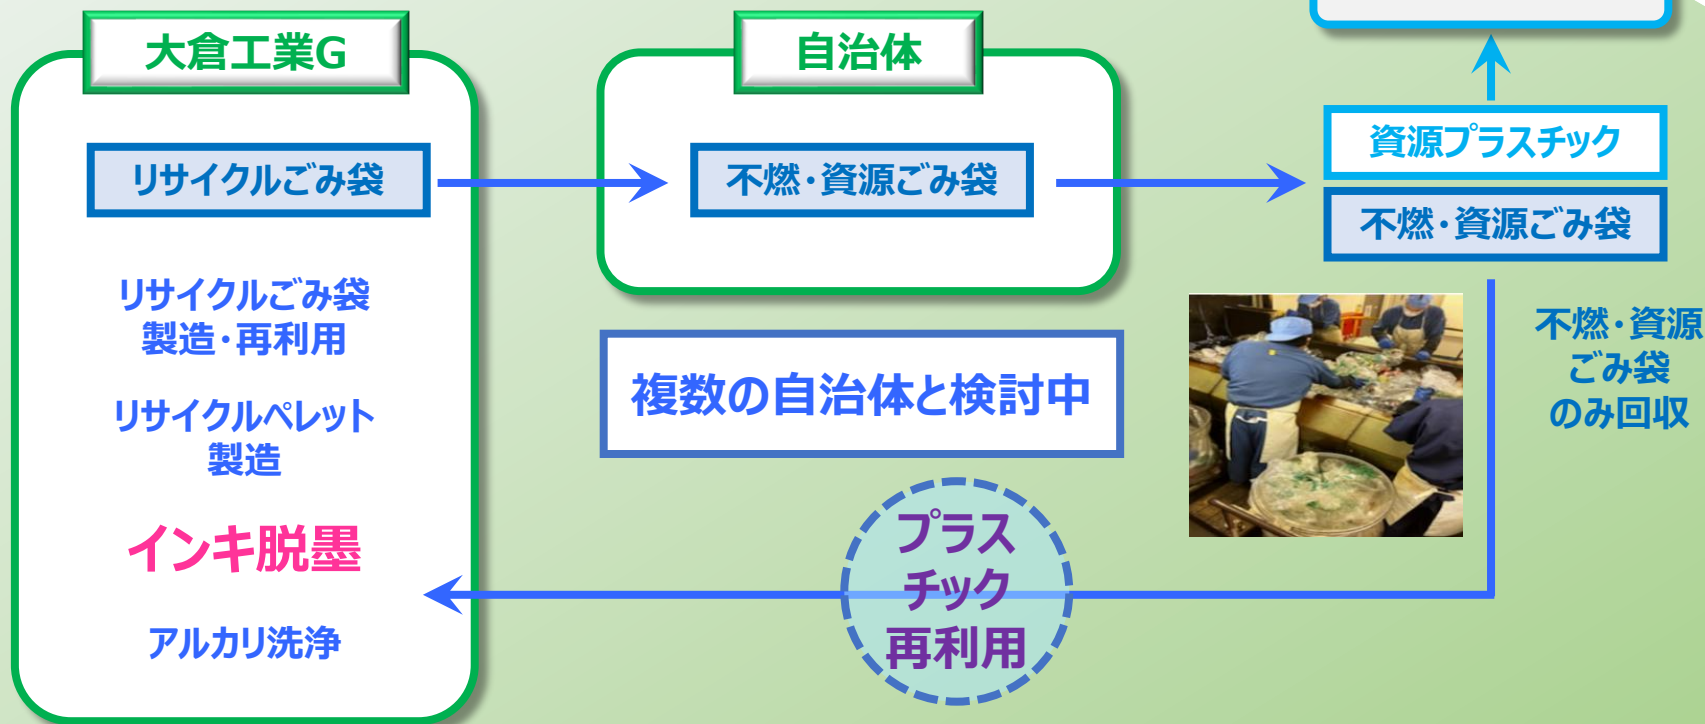 大倉工業G
リサイクルごみ袋
リサイクルごみ袋
製造・再利用
リサイクルペレット
製造
インキ脱墨
アルカリ洗浄
自治体
不燃・資源ごみ袋
複数の自治体と検討中
プラス
チック
再利用
資源プラスチック
不燃・資源ごみ袋
不燃・資源
ごみ袋
のみ回収